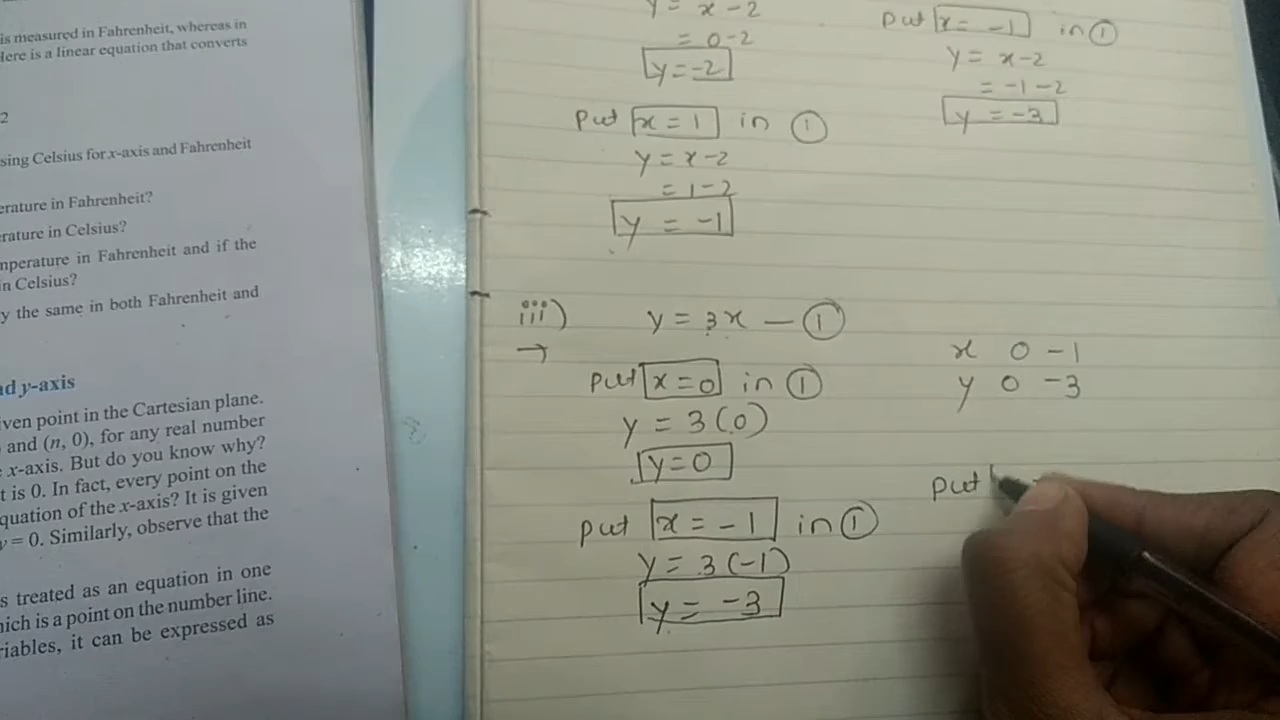 is measured in Fahrenheit, whereas in
Here is a linear equation that converts
2
sing Celsius for x-axis and Fahrenheit
erature in Fahrenheit?
rature in Celsius?
mperature in Fahrenheit and if the
in Celsius?
y the same in both Fahrenheit and
nd y-axis
iven point in the Cartesian plane.
and (n, 0), for any real number
x-axis. But do you know why?
t is 0. In fact, every point on the
quation of the x-axis? It is given
y = 0. Similarly, observe that the
s treated as an equation in one
hich is a point on the number line.
riables, it can be expressed as
y = x - 2
= 0-2
y = -2
put x = 1 in ①
y = x-2
= 1-2
y = -1
put x = -1 in ①
y = x-2
= -1-2
y = -3
iii) y = 3x — ①
→
put x = 0 in ①
y = 3(0)
y = 0
put x = -1 in ①
y = 3(-1)
y = -3
x 0 -1
y 0 -3
put